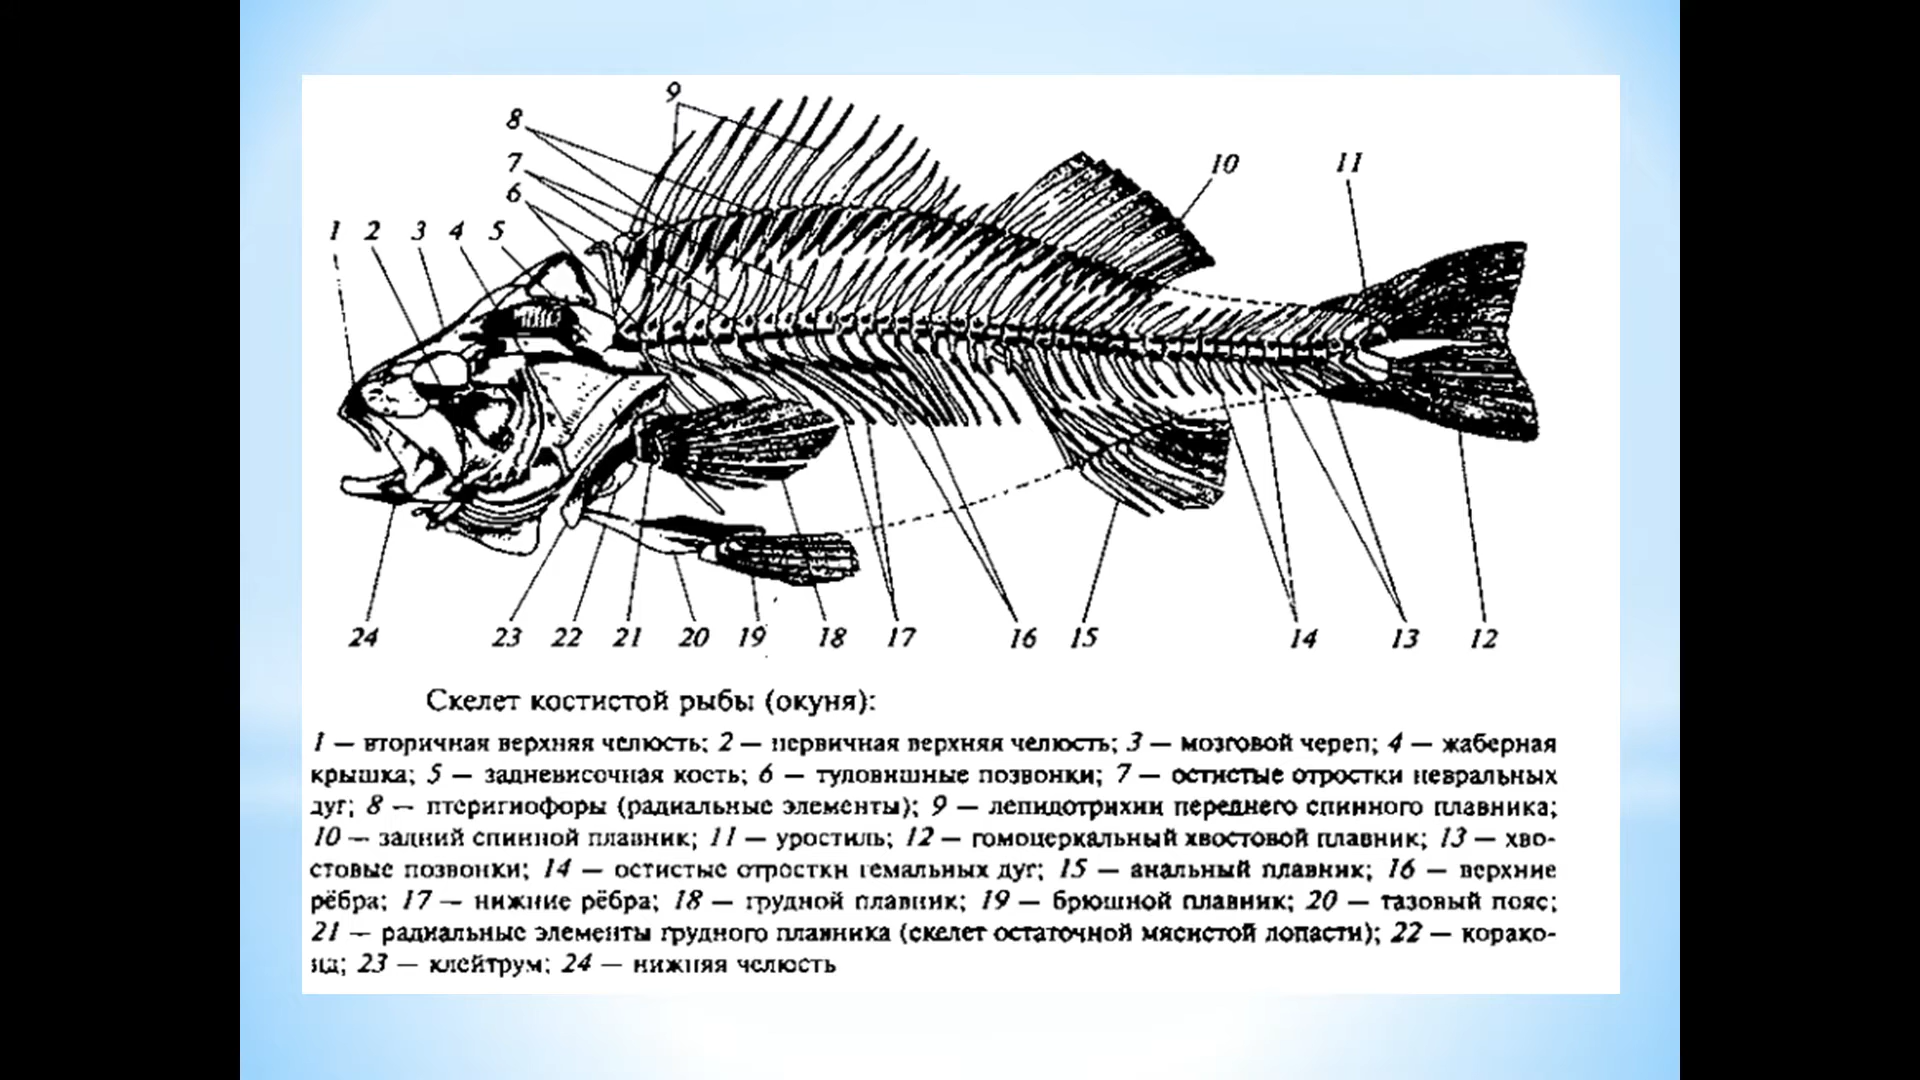 9
8
7
6
10
11
1 2 3 4 5
24 23 22 21 20 19 18 17 16 15 14 13 12
Скелет костистой рыбы (окуня):
1 — вторичная верхняя челюсть; 2 — первичная верхняя челюсть; 3 — мозговой череп; 4 — жаберная
крышка; 5 — задневисочная кость; 6 — туловишные позвонки; 7 — остистые отростки невральных
дуг; 8 — птеригиофоры (радиальные элементы); 9 — лепидотрихии переднего спинного плавника;
10 — задний спинной плавник; 11 — уростиль; 12 — гомоцеркальный хвостовой плавник; 13 — хво-
стовые позвонки; 14 — остистые отростки гемальных дуг; 15 — анальный плавник; 16 — верхние
рёбра; 17 — нижние рёбра; 18 — грудной плавник; 19 — брюшной плавник; 20 — тазовый пояс;
21 — радиальные элементы грудного плавника (скелет остаточной мясистой лопасти); 22 — корако-
ид; 23 — клейтрум; 24 — нижняя челюсть